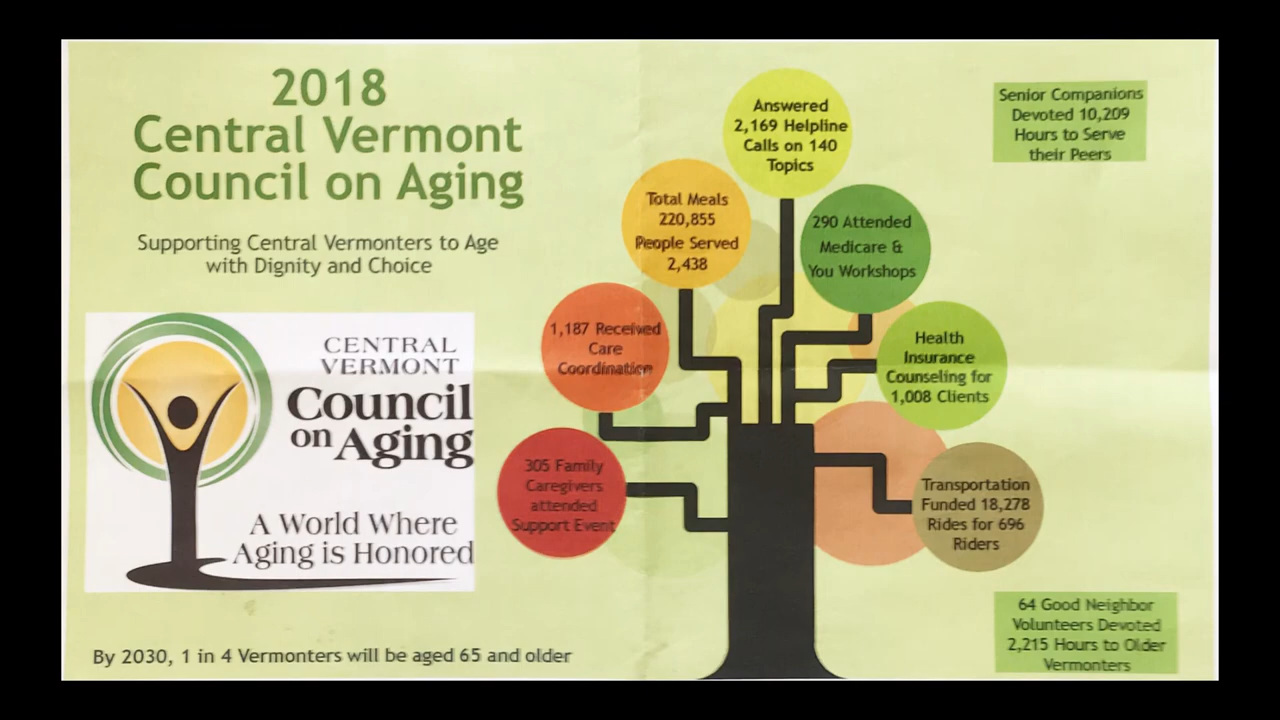 2018
Central Vermont
Council on Aging
Supporting Central Vermonters to Age
with Dignity and Choice
CENTRAL
VERMONT
Council
on Aging
A World Where
Aging is Honored
By 2030, 1 in 4 Vermonters will be aged 65 and older
305 Family
Caregivers
attended
Support Event
1,187 Received
Care
Coordination
Total Meals
220,855
People Served
2,438
Answered
2,169 Helpline
Calls on 140
Topics
290 Attended
Medicare &
You Workshops
Health
Insurance
Counseling for
1,008 Clients
Transportation
Funded 18,278
Rides for 696
Riders
Senior Companions
Devoted 10,209
Hours to Serve
their Peers
64 Good Neighbor
Volunteers Devoted
2,215 Hours to Older
Vermonters